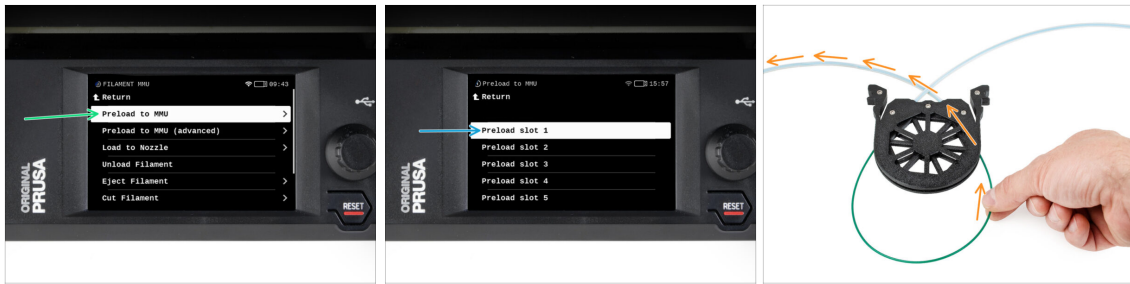 FILAMENT MMU 09:43
Return
Preload to MMU
Preload to MMU (advanced)
Load to Nozzle
Unload Filament
Eject Filament
Cut Filament
ORIGINAL
PRUSA
RESET
Preload to MMU 15:57
Return
Preload slot 1
Preload slot 2
Preload slot 3
Preload slot 4
Preload slot 5
ORIGINAL
PRUSA
RESET